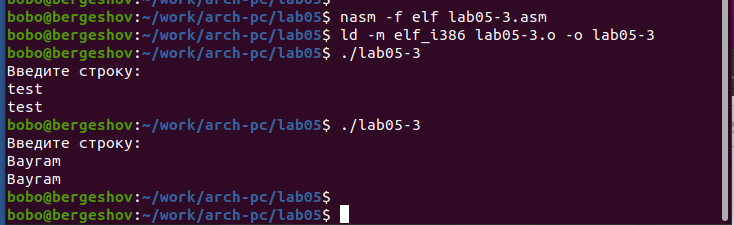 bobo@bergeshov:~/work/arch-pc/lab05$ nasm -f elf lab05-3.asm
bobo@bergeshov:~/work/arch-pc/lab05$ ld -m elf_i386 lab05-3.o -o lab05-3
bobo@bergeshov:~/work/arch-pc/lab05$ ./lab05-3
Введите строку:
test
test
bobo@bergeshov:~/work/arch-pc/lab05$ ./lab05-3
Введите строку:
Baygram
Baygram
bobo@bergeshov:~/work/arch-pc/lab05$
bobo@bergeshov:~/work/arch-pc/lab05$